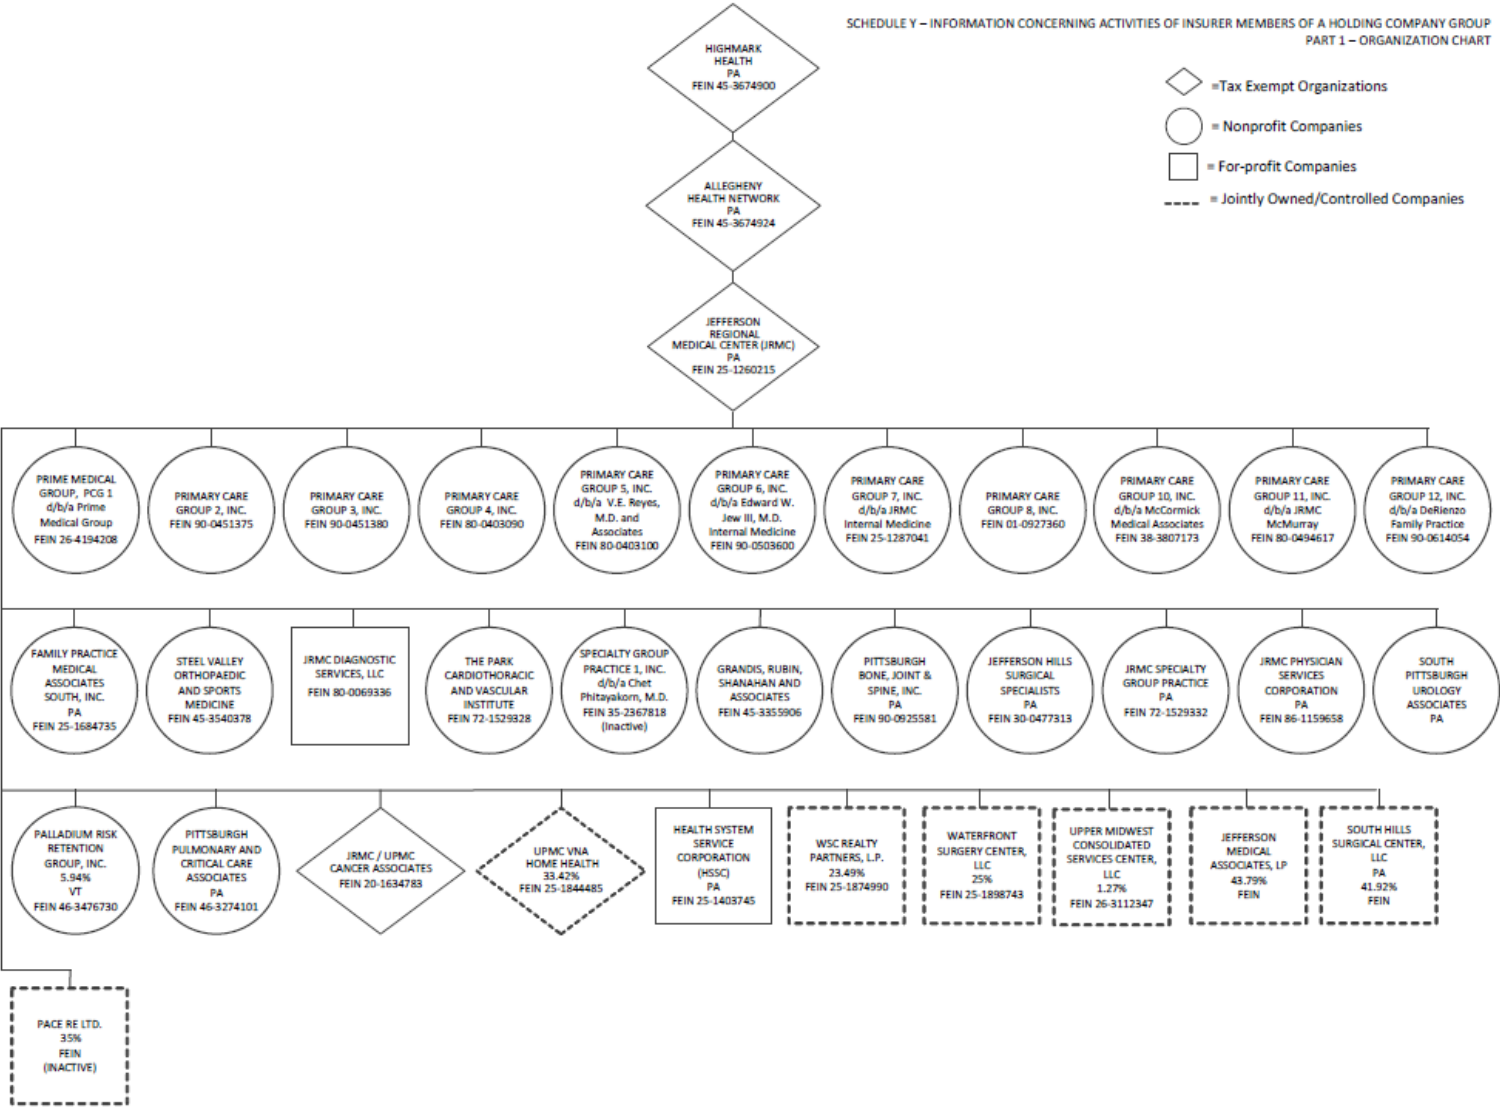 SCHEDULE Y – INFORMATION CONCERNING ACTIVITIES OF INSURER MEMBERS OF A HOLDING COMPANY GROUP
PART 1 – ORGANIZATION CHART
=Tax Exempt Organizations
= Nonprofit Companies
= For-profit Companies
= Jointly Owned/Controlled Companies
HIGHMARK
HEALTH
PA
FEIN 45-3674900
ALLEGHENY
HEALTH NETWORK
PA
FEIN 45-3674924
JEFFERSON
REGIONAL
MEDICAL CENTER (JRMC)
PA
FEIN 25-1260215
PRIME MEDICAL
GROUP, PCG 1
d/b/a Prime
Medical Group
FEIN 26-4194208
PRIMARY CARE
GROUP 2, INC.
FEIN 90-0451375
PRIMARY CARE
GROUP 3, INC.
FEIN 90-0451380
PRIMARY CARE
GROUP 4, INC.
FEIN 80-0403090
PRIMARY CARE
GROUP 5, INC.
d/b/a V.E. Reyes,
M.D. and
Associates
FEIN 80-0403100
PRIMARY CARE
GROUP 6, INC.
d/b/a Edward W.
Jew III, M.D.
Internal Medicine
FEIN 90-0503600
PRIMARY CARE
GROUP 7, INC.
d/b/a JRMC
Internal Medicine
FEIN 25-1287041
PRIMARY CARE
GROUP 8, INC.
FEIN 01-0927360
PRIMARY CARE
GROUP 10, INC.
d/b/a McCormick
Medical Associates
FEIN 38-3807173
PRIMARY CARE
GROUP 11, INC.
d/b/a JRMC
McMurray
FEIN 80-0494617
PRIMARY CARE
GROUP 12, INC.
d/b/a DeRienzo
Family Practice
FEIN 90-0614054
FAMILY PRACTICE
MEDICAL
ASSOCIATES
SOUTH, INC.
PA
FEIN 25-1684735
STEEL VALLEY
ORTHOPAEDIC
AND SPORTS
MEDICINE
FEIN 45-3540378
JRMC DIAGNOSTIC
SERVICES, LLC
FEIN 80-0069336
THE PARK
CARDIOTHORACIC
AND VASCULAR
INSTITUTE
FEIN 72-1529328
SPECIALTY GROUP
PRACTICE 1, INC.
d/b/a Chet
Phitayakorn, M.D.
FEIN 35-2367818
(Inactive)
GRANDIS, RUBIN,
SHANAHAN AND
ASSOCIATES
FEIN 45-3355906
PITTSBURGH
BONE, JOINT &
SPINE, INC.
PA
FEIN 90-0925581
JEFFERSON HILLS
SURGICAL
SPECIALISTS
PA
FEIN 30-0477313
JRMC SPECIALTY
GROUP PRACTICE
PA
FEIN 72-1529332
JRMC PHYSICIAN
SERVICES
CORPORATION
PA
FEIN 86-1159658
SOUTH
PITTSBURGH
UROLOGY
ASSOCIATES
PA
PALLADIUM RISK
RETENTION
GROUP, INC.
5.94%
VT
FEIN 46-3476730
PITTSBURGH
PULMONARY AND
CRITICAL CARE
ASSOCIATES
PA
FEIN 46-3274101
JRMC / UPMC
CANCER ASSOCIATES
FEIN 20-1634783
UPMC VNA
HOME HEALTH
33.42%
FEIN 25-1844485
HEALTH SYSTEM
SERVICE
CORPORATION
(HSSC)
PA
FEIN 25-1403745
WSC REALTY
PARTNERS, L.P.
23.49%
FEIN 25-1874990
WATERFRONT
SURGERY CENTER,
LLC
25%
FEIN 25-1898743
UPPER MIDWEST
CONSOLIDATED
SERVICES CENTER,
LLC
1.27%
FEIN 26-3112347
JEFFERSON
MEDICAL
ASSOCIATES, LP
43.79%
FEIN
SOUTH HILLS
SURGICAL CENTER,
LLC
PA
41.92%
FEIN
PACE RE LTD.
35%
FEIN
(INACTIVE)